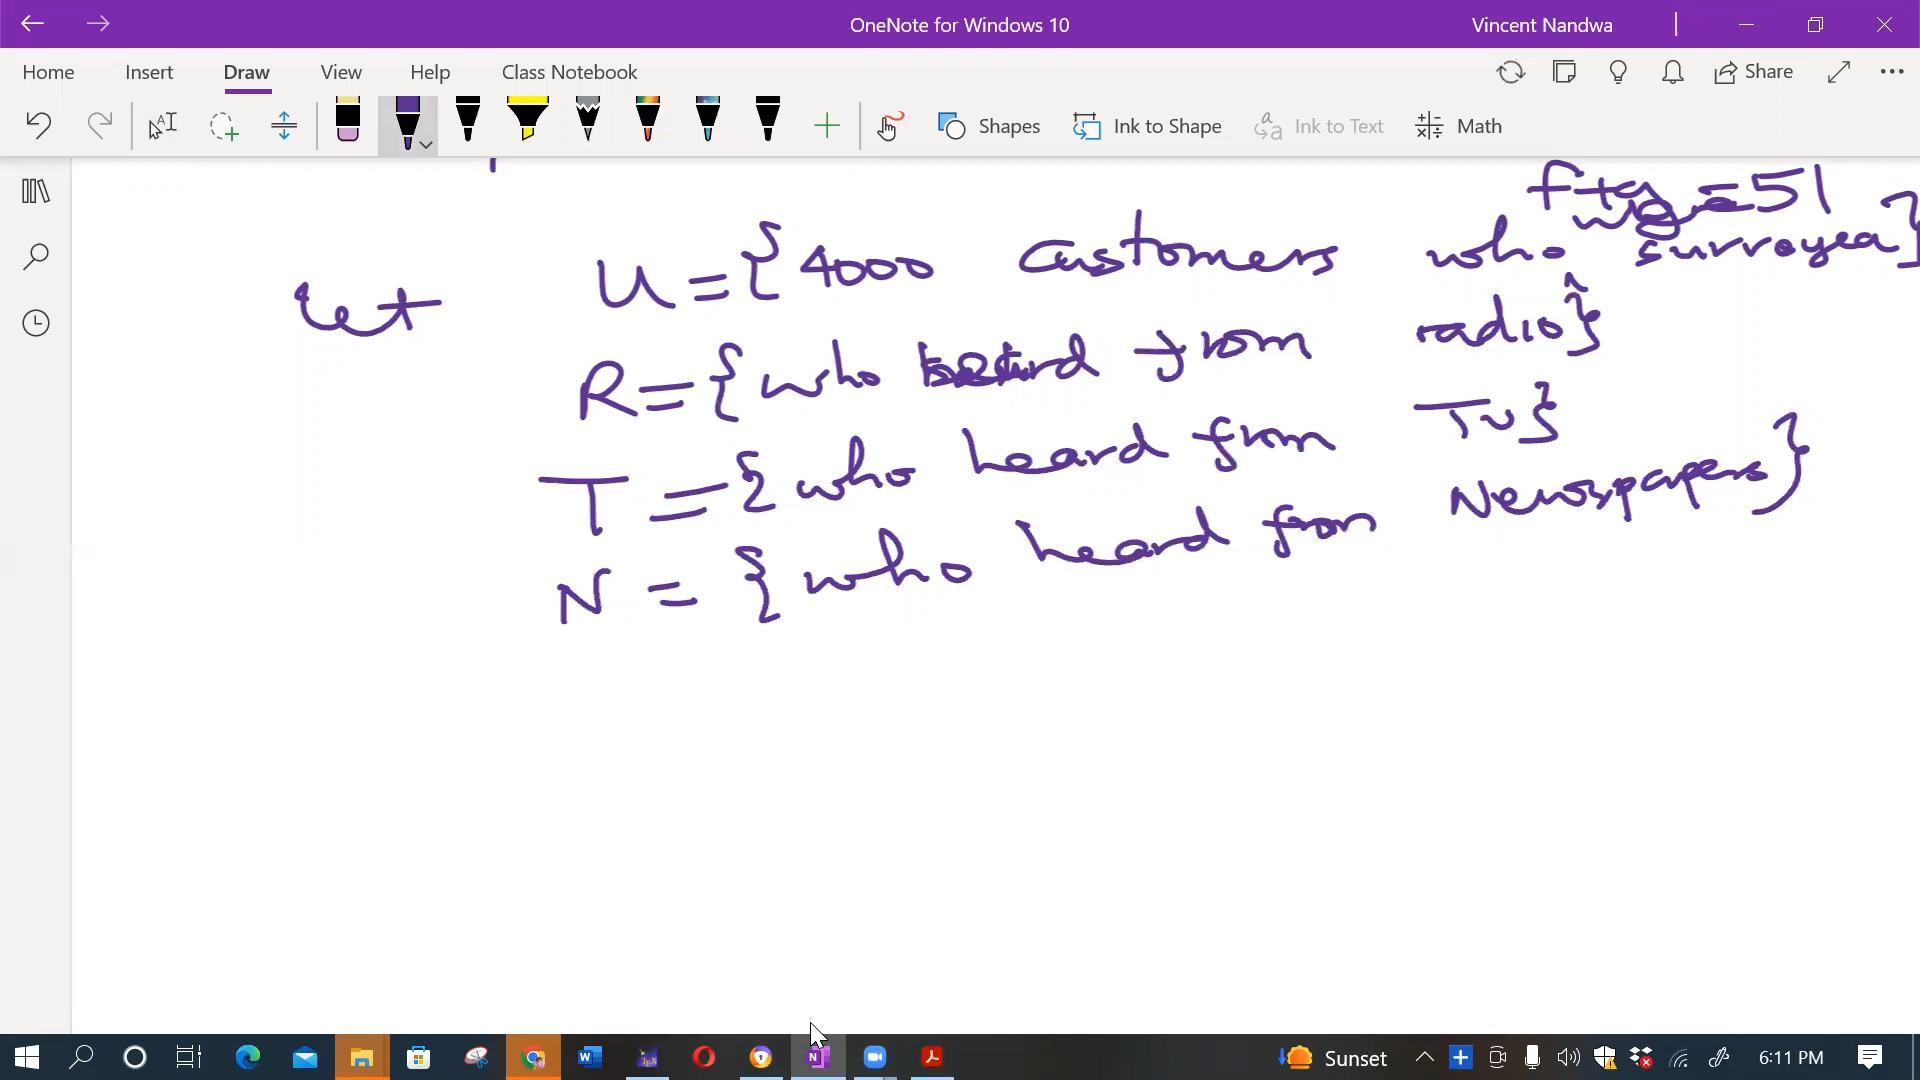 OneNote for Windows 10
Vincent Nandwa
Home Insert Draw View Help Class Notebook
Share
Shapes Ink to Shape Ink to Text Math
= 51
were
let U = {4000 customers who surveyed}
R = {who heard from radio}
T = {who heard from TV}
N = {who heard from Newspapers}
Sunset
6:11 PM